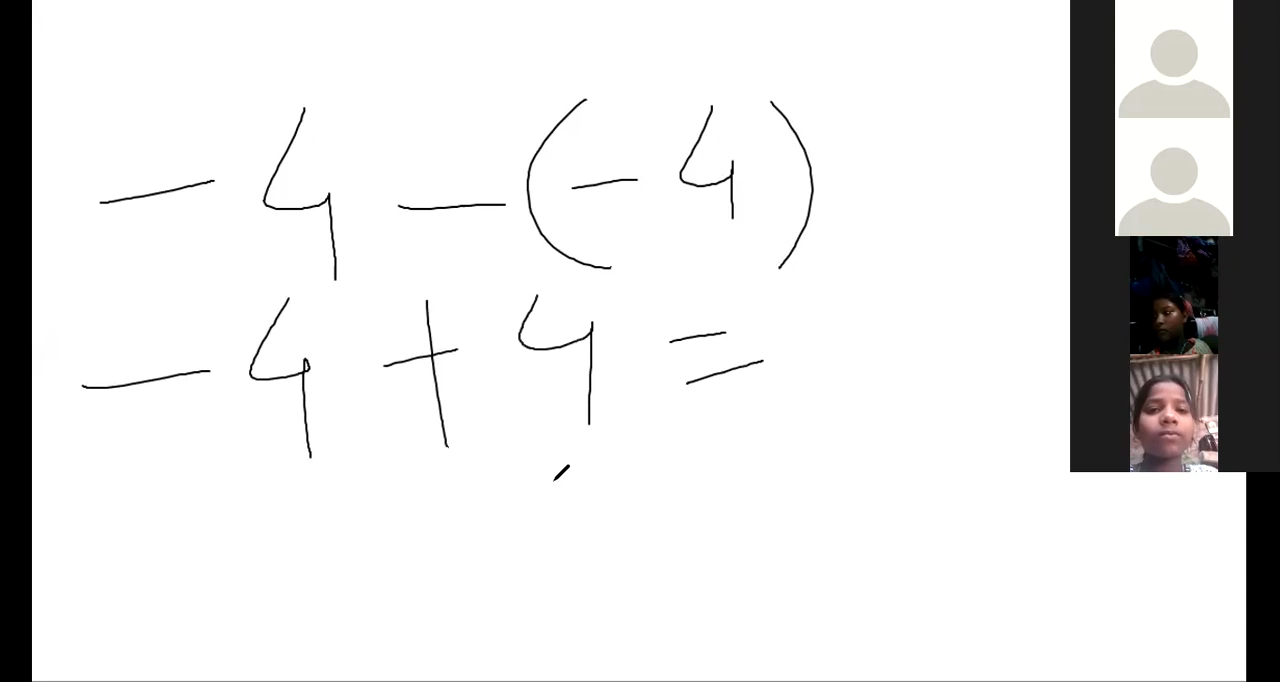 - 4 - (- 4)
- 4 + 4 =